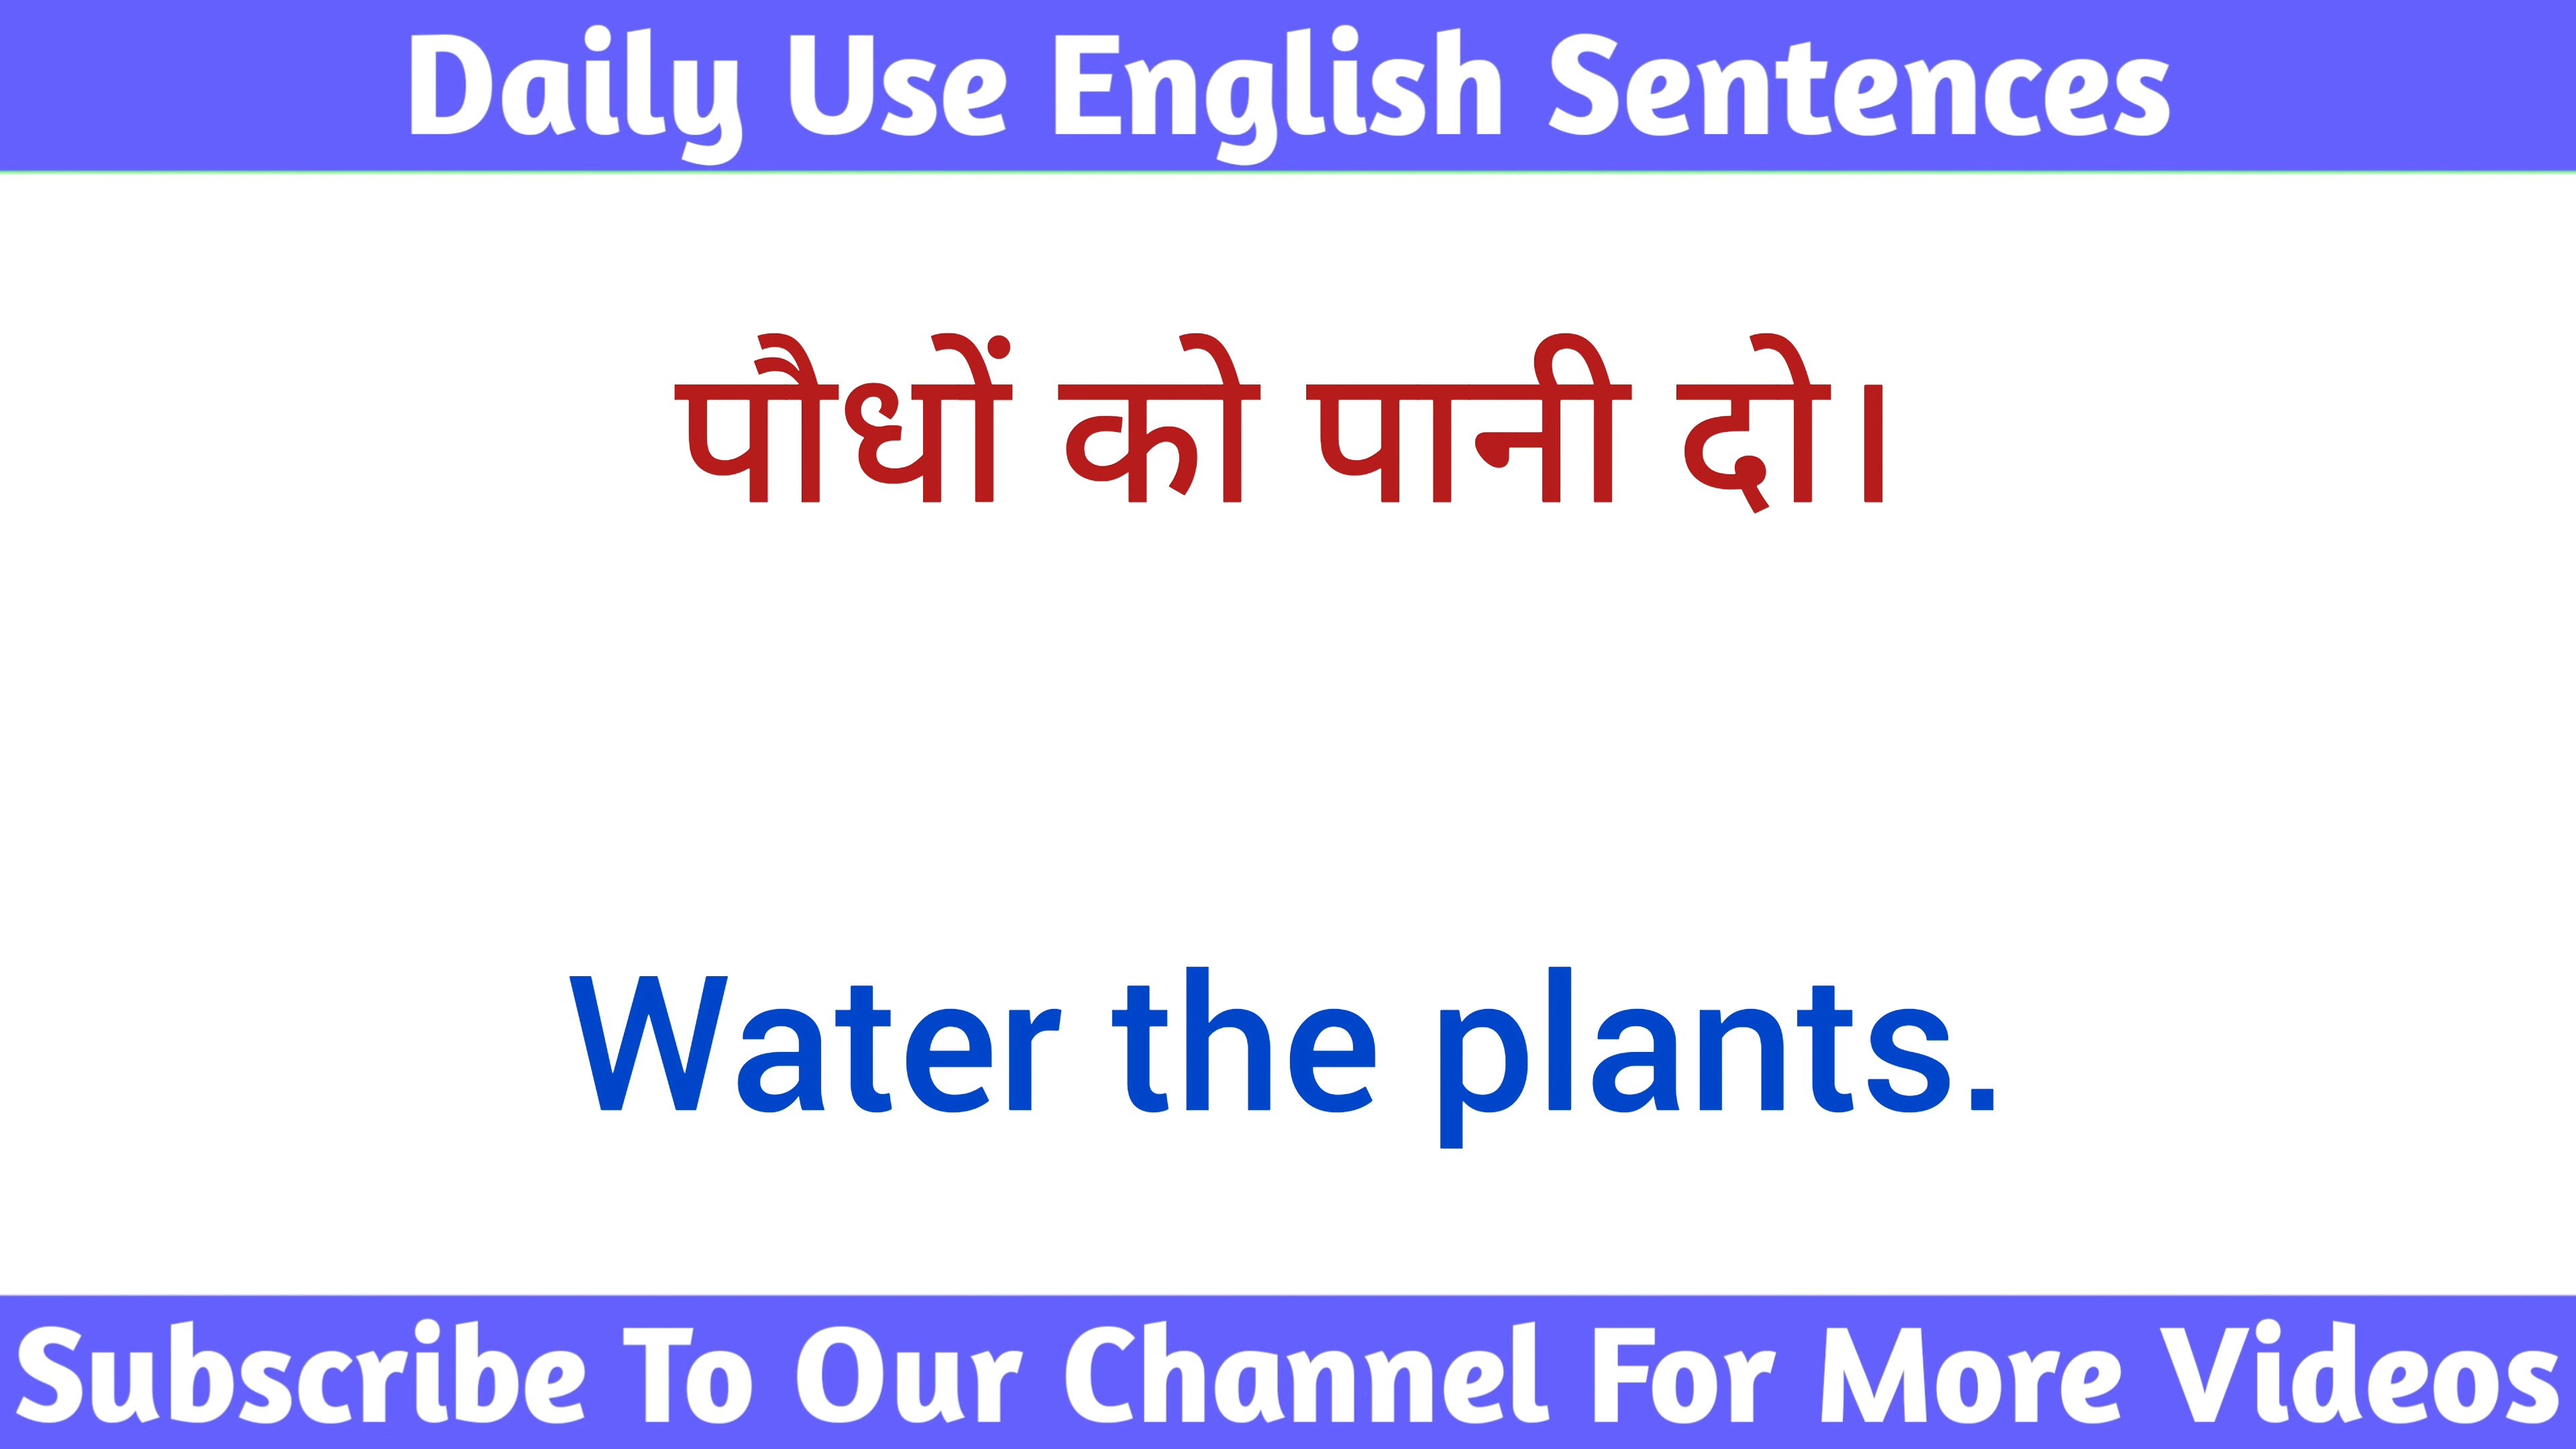 Daily Use English Sentences
पौधों को पानी दो।
Water the plants.
Subscribe To Our Channel For More Videos